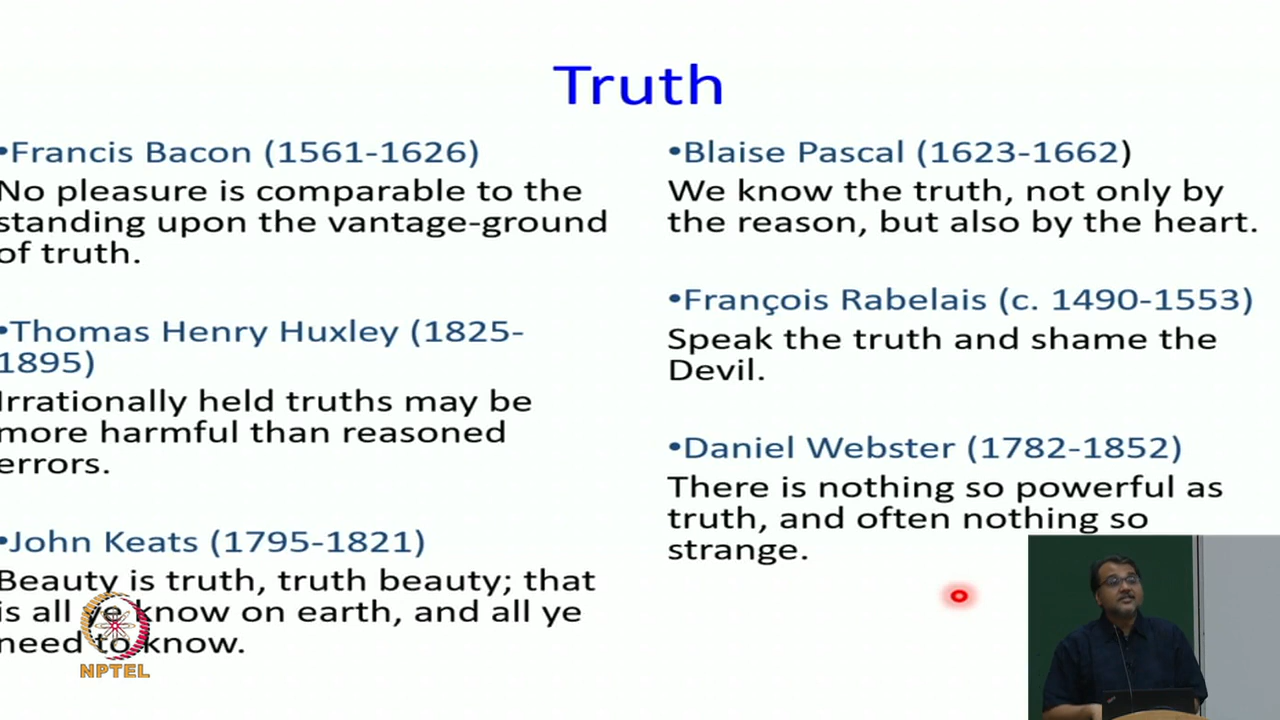 Truth
•Francis Bacon (1561-1626)
No pleasure is comparable to the
standing upon the vantage-ground
of truth.
•Thomas Henry Huxley (1825-
1895)
Irrationally held truths may be
more harmful than reasoned
errors.
•John Keats (1795-1821)
Beauty is truth, truth beauty; that
is all ye know on earth, and all ye
need to know.
•Blaise Pascal (1623-1662)
We know the truth, not only by
the reason, but also by the heart.
•François Rabelais (c. 1490-1553)
Speak the truth and shame the
Devil.
•Daniel Webster (1782-1852)
There is nothing so powerful as
truth, and often nothing so
strange.
NPTEL